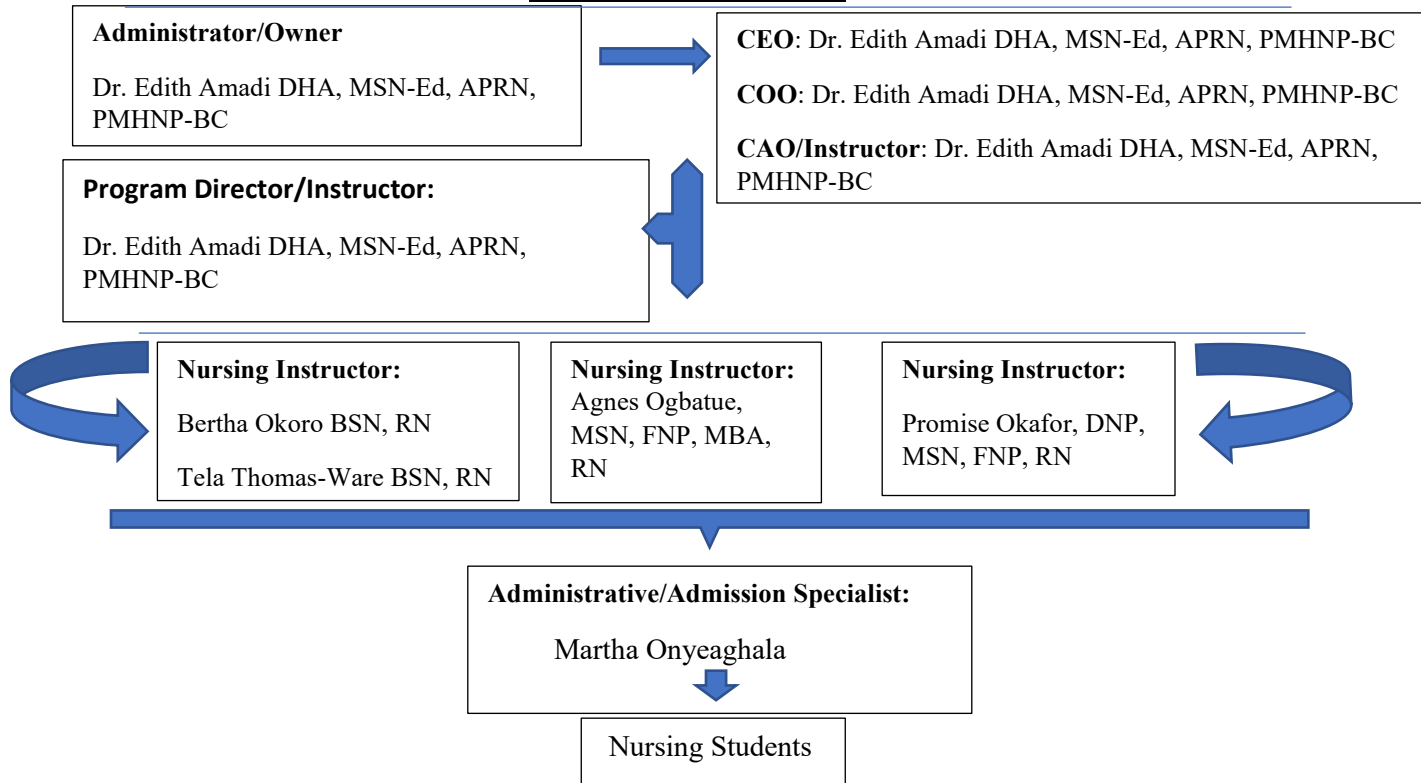 Administrator/Owner
Dr. Edith Amadi DHA, MSN-Ed, APRN,
PMHNP-BC
CEO: Dr. Edith Amadi DHA, MSN-Ed, APRN, PMHNP-BC
COO: Dr. Edith Amadi DHA, MSN-Ed, APRN, PMHNP-BC
CAO/Instructor: Dr. Edith Amadi DHA, MSN-Ed, APRN,
PMHNP-BC
Program Director/Instructor:
Dr. Edith Amadi DHA, MSN-Ed, APRN,
PMHNP-BC
Nursing Instructor:
Bertha Okoro BSN, RN
Tela Thomas-Ware BSN, RN
Nursing Instructor:
Agnes Ogbatue,
MSN, FNP, MBA,
RN
Nursing Instructor:
Promise Okafor, DNP,
MSN, FNP, RN
Administrative/Admission Specialist:
Martha Onyeaghala
Nursing Students